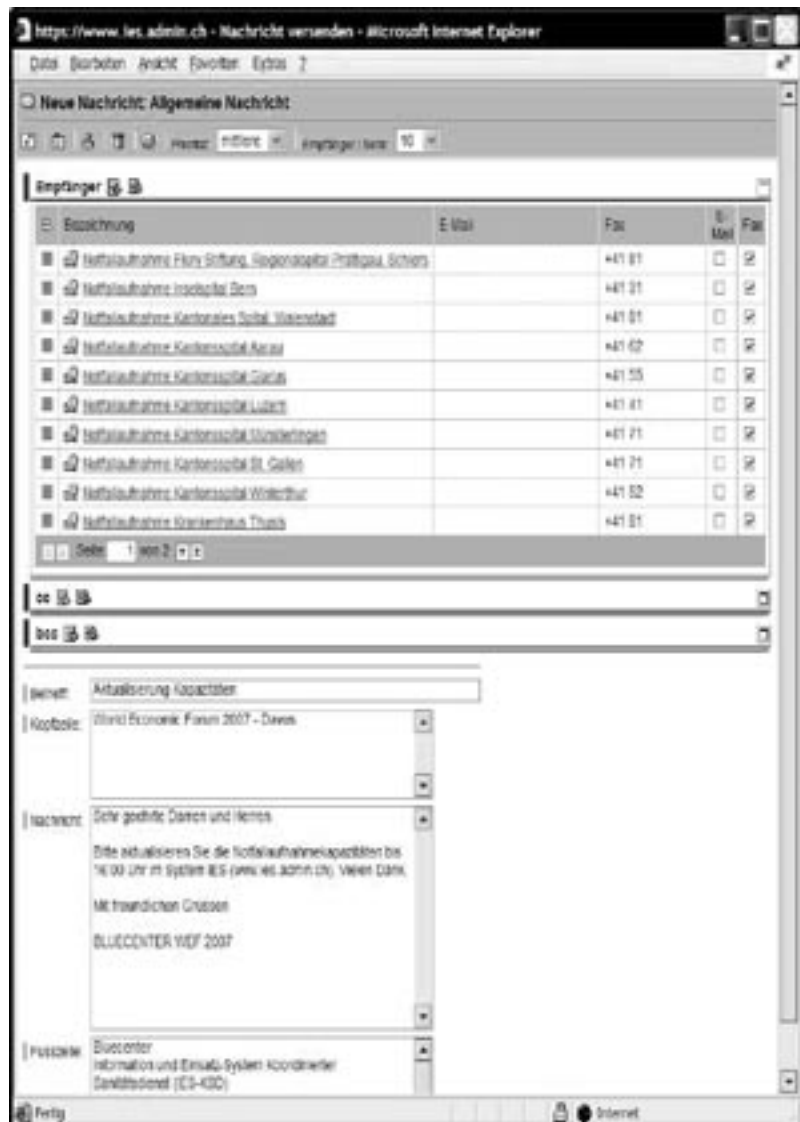 https://www.ies.admin.ch - Nachricht versenden - Microsoft Internet Explorer
Datei Bearbeiten Ansicht Favoriten Extras ?
Neue Nachricht: Allgemeine Nachricht
Priorität: mittlere Empfänger / Seite: 10
Empfänger
Bezeichnung E-Mail Fax E-Mail Fax
Notfallaufnahme Flury Stiftung, Regionalspital Prättigau, Schiers +41 81
Notfallaufnahme Inselspital Bern +41 31
Notfallaufnahme Kantonales Spital, Walenstadt +41 81
Notfallaufnahme Kantonsspital Aarau +41 62
Notfallaufnahme Kantonsspital Glarus +41 55
Notfallaufnahme Kantonsspital Luzern +41 41
Notfallaufnahme Kantonsspital Münsterlingen +41 71
Notfallaufnahme Kantonsspital St. Gallen +41 71
Notfallaufnahme Kantonsspital Winterthur +41 52
Notfallaufnahme Krankenhaus Thusis +41 81
Seite 1 von 2
cc
bcc
Betreff: Aktualisierung Kapazitäten
Kopfzeile: World Economic Forum 2007 - Davos
Nachricht: Sehr geehrte Damen und Herren
Bitte aktualisieren Sie die Notfallaufnahmekapazitäten bis
16:00 Uhr im System IES (www.ies.admin.ch). Vielen Dank.
Mit freundlichen Grüssen
BLUECENTER WEF 2007
Fusszeile: Bluecenter
Information und Einsatz-System Koordinierter
Sanitätsdienst (IES-KSD)
Fertig Internet